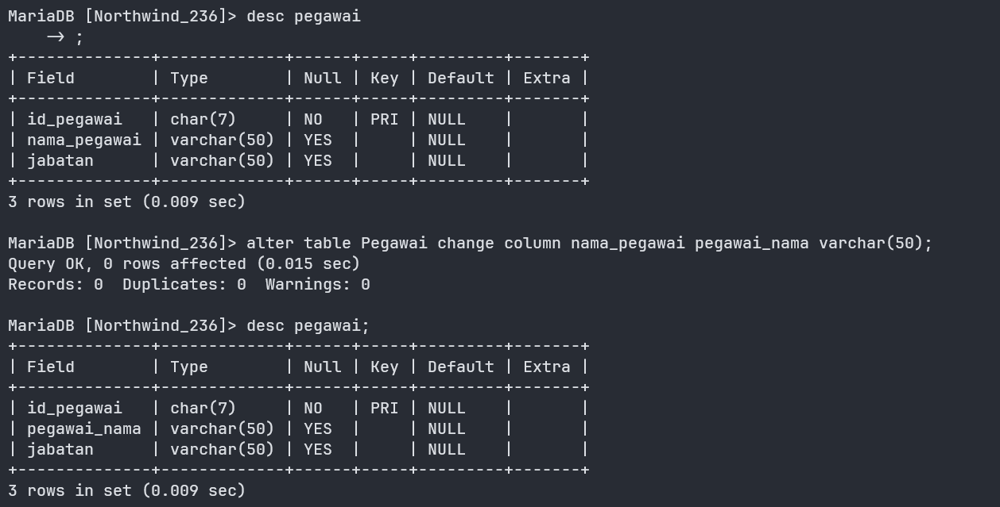 MariaDB [Northwind_236]> desc pegawai
    -> ;
+--------------+-------------+------+-----+---------+-------+
| Field        | Type        | Null | Key | Default | Extra |
+--------------+-------------+------+-----+---------+-------+
| id_pegawai   | char(7)     | NO   | PRI | NULL    |       |
| nama_pegawai | varchar(50) | YES  |     | NULL    |       |
| jabatan      | varchar(50) | YES  |     | NULL    |       |
+--------------+-------------+------+-----+---------+-------+
3 rows in set (0.009 sec)

MariaDB [Northwind_236]> alter table Pegawai change column nama_pegawai pegawai_nama varchar(50);
Query OK, 0 rows affected (0.015 sec)
Records: 0  Duplicates: 0  Warnings: 0

MariaDB [Northwind_236]> desc pegawai;
+--------------+-------------+------+-----+---------+-------+
| Field        | Type        | Null | Key | Default | Extra |
+--------------+-------------+------+-----+---------+-------+
| id_pegawai   | char(7)     | NO   | PRI | NULL    |       |
| pegawai_nama | varchar(50) | YES  |     | NULL    |       |
| jabatan      | varchar(50) | YES  |     | NULL    |       |
+--------------+-------------+------+-----+---------+-------+
3 rows in set (0.009 sec)